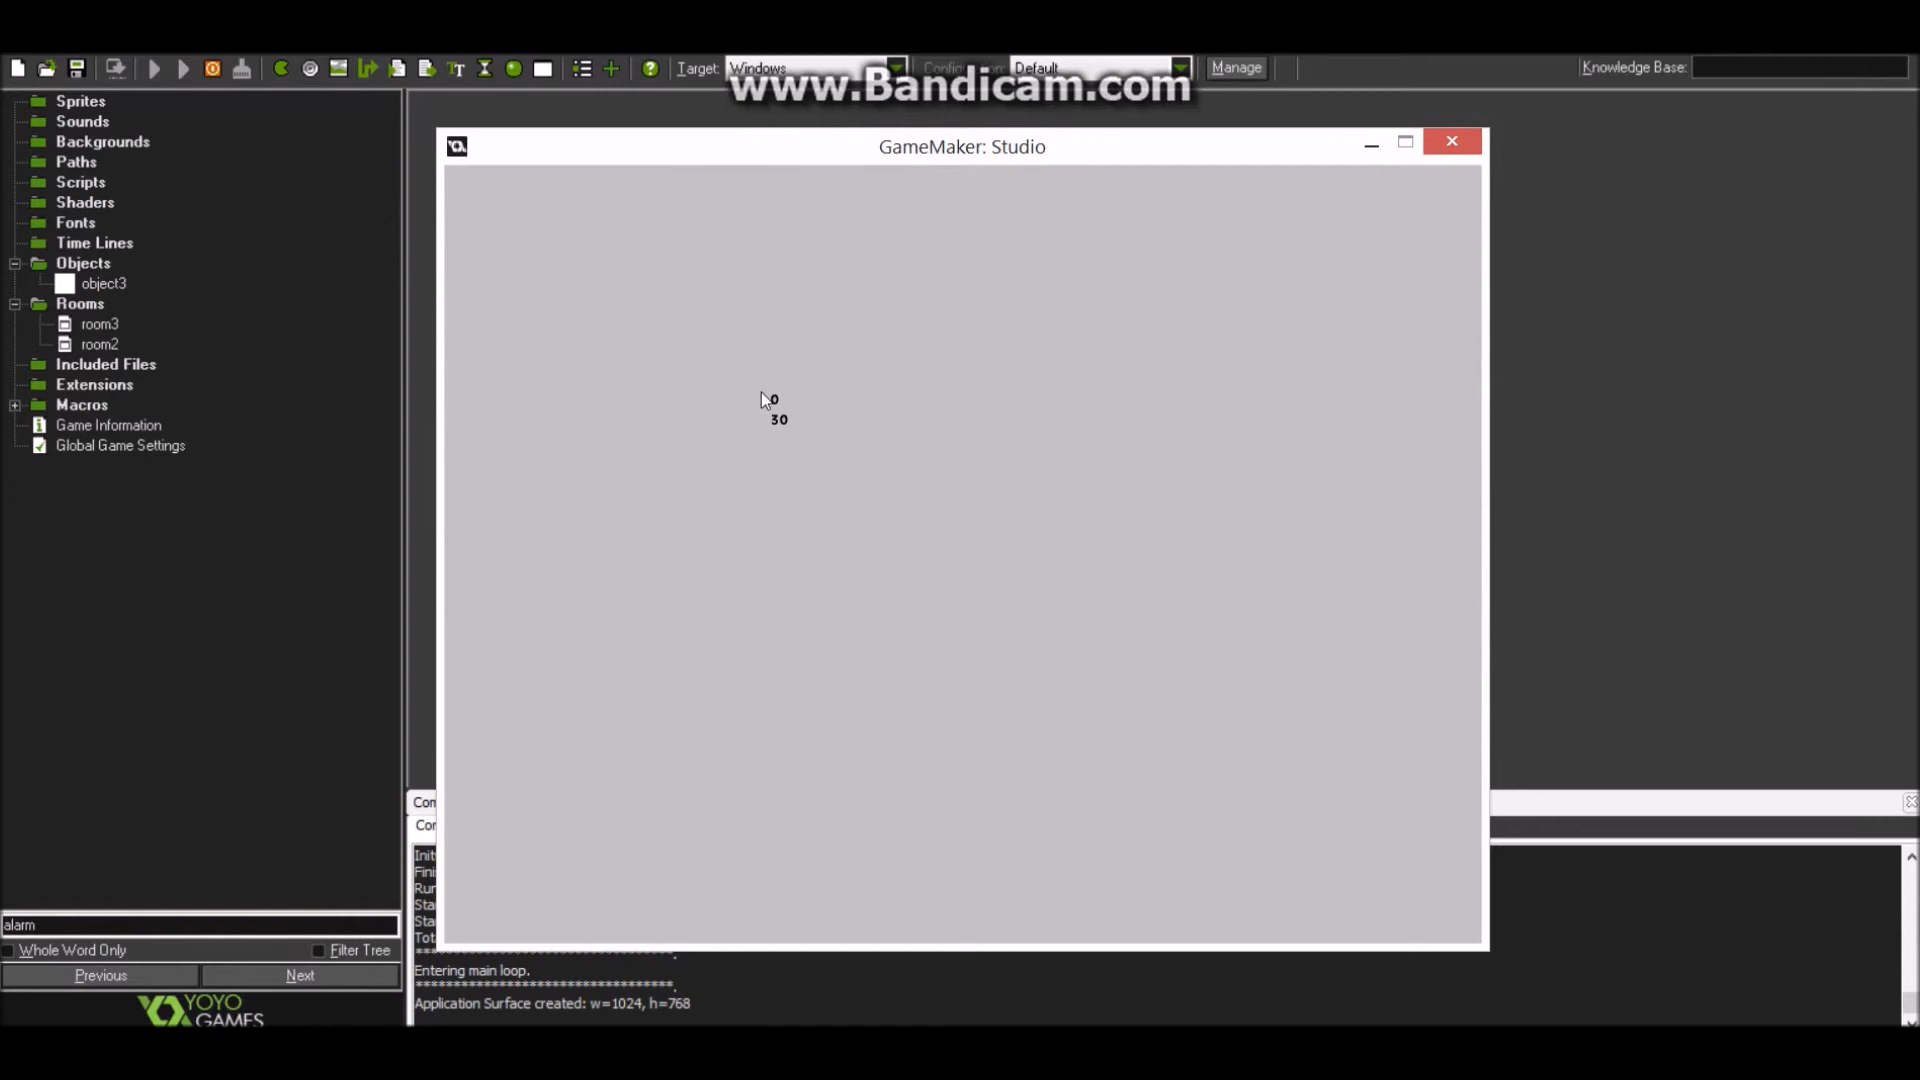 Target: Windows Default Manage Knowledge Base:
www.Bandicam.com
GameMaker: Studio
Sprites
Sounds
Backgrounds
Paths
Scripts
Shaders
Fonts
Time Lines
Objects
object3
Rooms
room3
room2
Included Files
Extensions
Macros
Game Information
Global Game Settings
0
30
alarm
Whole Word Only Filter Tree
Previous Next
YOYO
GAMES
Entering main loop.
Application Surface created: w=1024, h=768